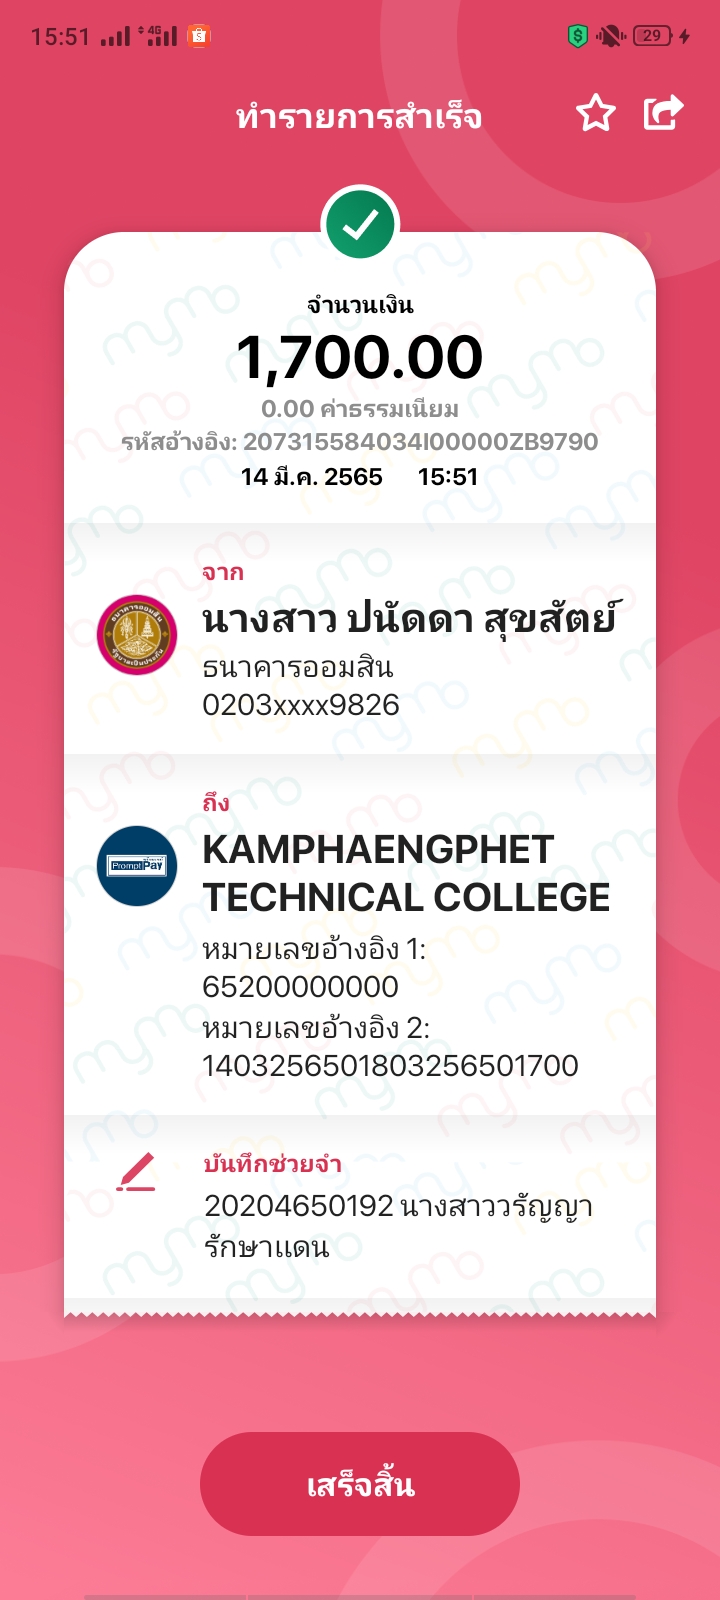 15:51 4G 29
ทำรายการสำเร็จ
จำนวนเงิน
1,700.00
0.00 ค่าธรรมเนียม
รหัสอ้างอิง: 207315584034I00000ZB9790
14 มี.ค. 2565 15:51
จาก
นางสาว ปนัดดา สุขสัตย์
ธนาคารออมสิน
0203xxxx9826
ถึง
PromptPay
KAMPHAENGPHET
TECHNICAL COLLEGE
หมายเลขอ้างอิง 1:
65200000000
หมายเลขอ้างอิง 2:
1403256501803256501700
บันทึกช่วยจำ
20204650192 นางสาววรัญญา
รักษาแดน
เสร็จสิ้น